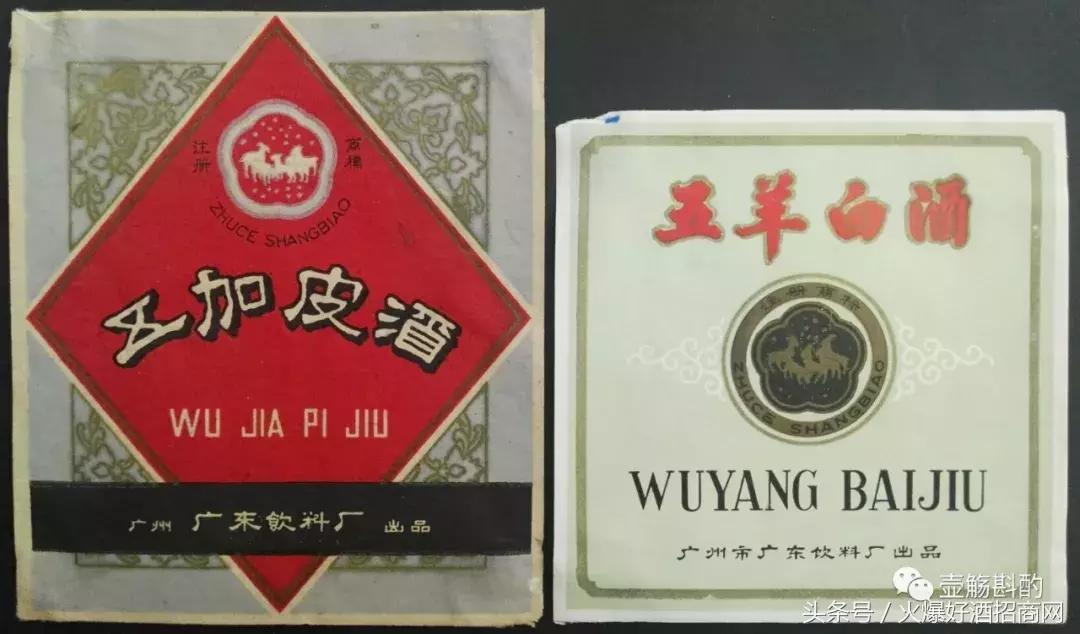 注册 商标
ZHUCE SHANGBIAO
五加皮酒
WU JIA PI JIU
广州 广东饮料厂 出品
五羊白酒
注册商标
ZHUCE SHANGBIAO
WUYANG BAIJIU
广州市广东饮料厂出品
壶觞斟酌
头条号/火爆好酒招商网